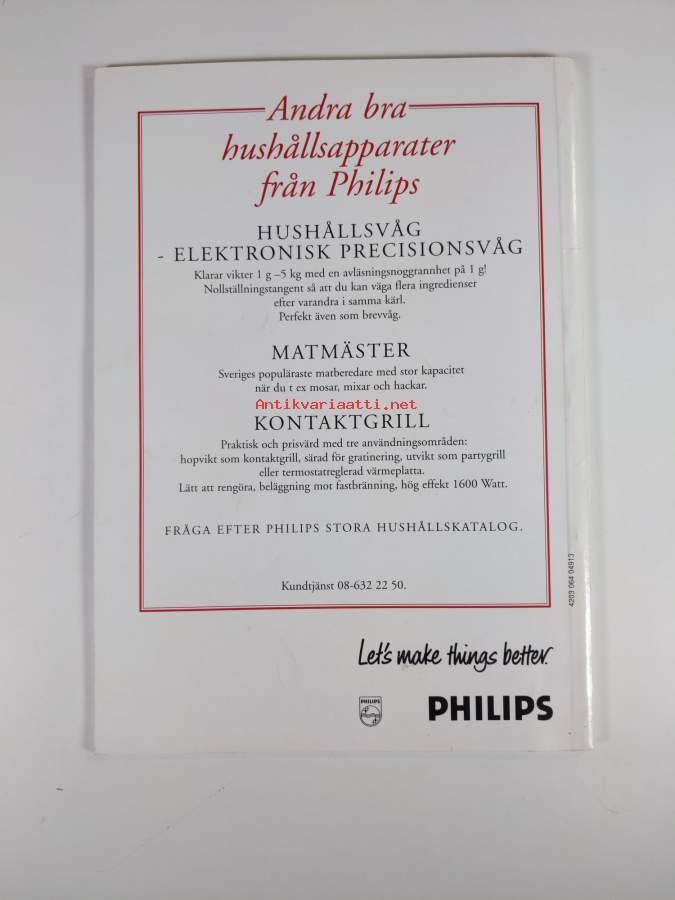 Andra bra
hushållsapparater
från Philips
HUSHÅLLSVÅG
- ELEKTRONISK PRECISIONSVÅG
Klarar vikter 1 g –5 kg med en avläsningsnoggrannhet på 1 g!
Nollställningstangent så att du kan väga flera ingredienser
efter varandra i samma kärl.
Perfekt även som brevvåg.
MATMÄSTER
Sveriges populäraste matberedare med stor kapacitet
när du t ex mosar, mixar och hackar.
Antikvariaatti.net
KONTAKTGRILL
Praktisk och prisvärd med tre användningsområden:
hopvikt som kontaktgrill, särad för gratinering, utvikt som partygrill
eller termostatreglerad värmeplatta.
Lätt att rengöra, beläggning mot fastbränning, hög effekt 1600 Watt.
FRÅGA EFTER PHILIPS STORA HUSHÅLLSKATALOG.
Kundtjänst 08-632 22 50.
4203 064 04913
Let's make things better.
PHILIPS
PHILIPS